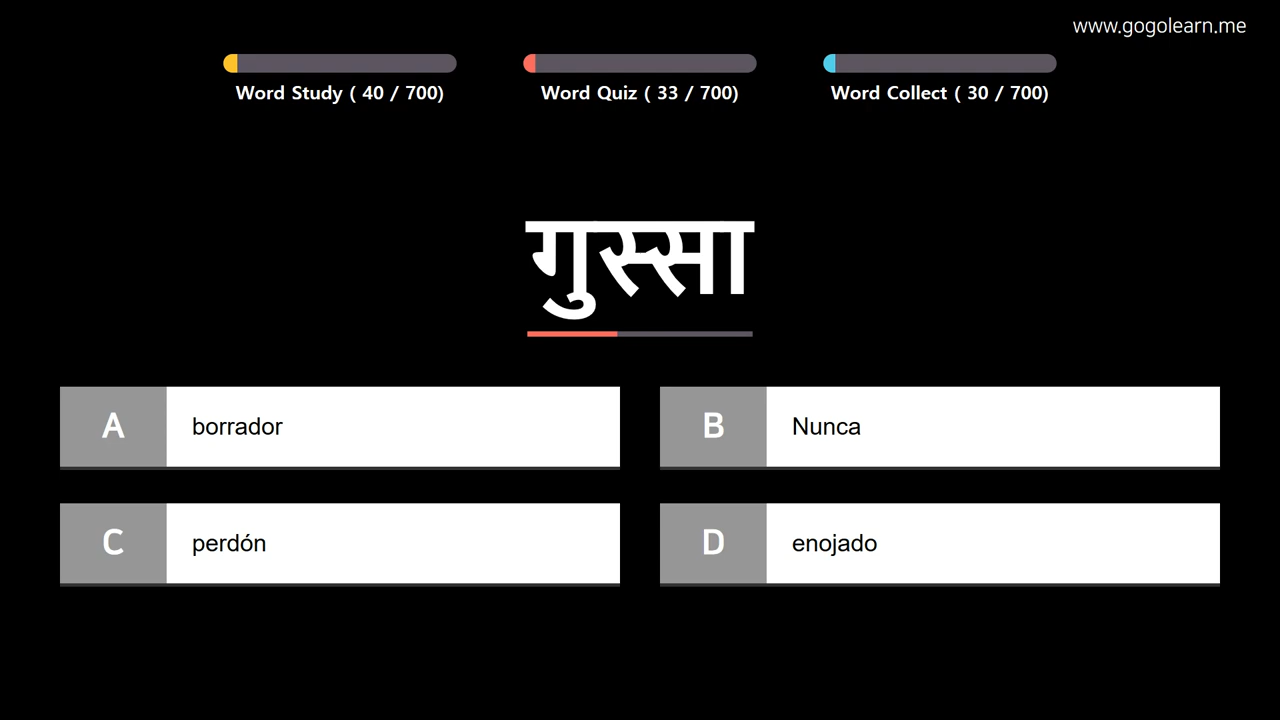 www.gogolearn.me
Word Study ( 40 / 700)
Word Quiz ( 33 / 700)
Word Collect ( 30 / 700)
गुस्सा
A borrador
B Nunca
C perdón
D enojado